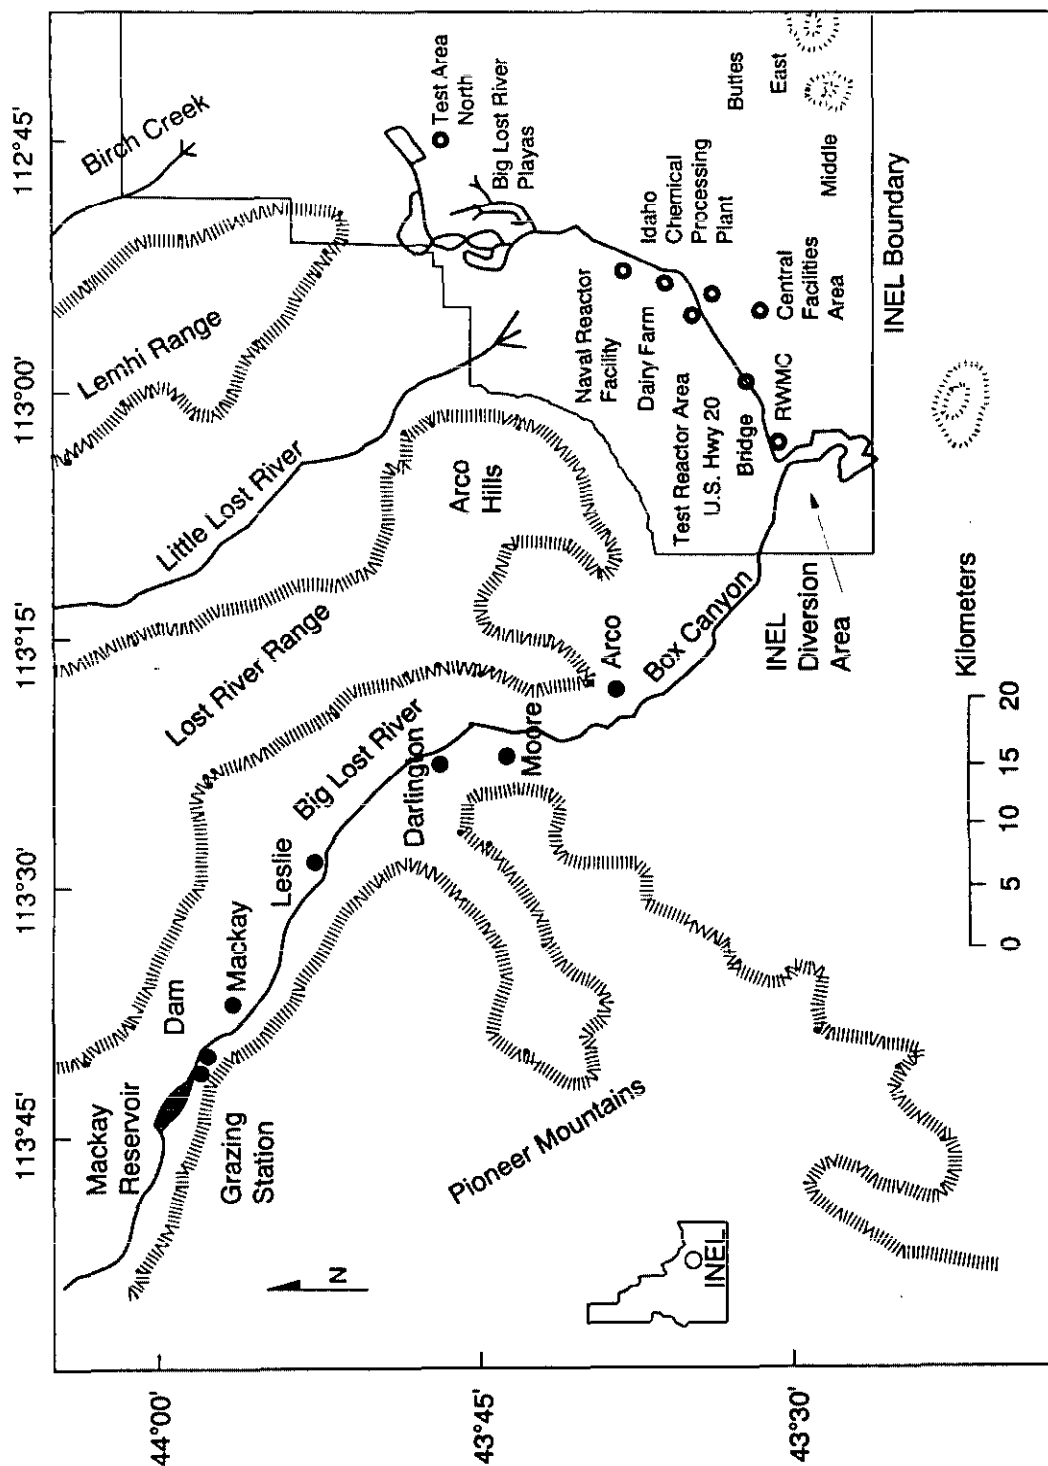 113°45'
113°30'
113°15'
113°00'
112°45'
44°00'
43°45'
43°30'
Mackay
Reservoir
Dam
Mackay
Grazing
Station
Leslie
Big Lost River
Darlington
Moore
Lost River Range
Arco
Arco
Hills
Little Lost River
Lemhi Range
Birch Creek
Test Area
North
Big Lost River
Playas
Naval Reactor
Facility
Dairy Farm
Test Reactor Area
U.S. Hwy 20
Bridge
RWMC
Idaho
Chemical
Processing
Plant
Central
Facilities
Area
Middle
East
Buttes
Box Canyon
INEL
Diversion
Area
INEL Boundary
Pioneer Mountains
N
INEL
0
5
10
15
20
Kilometers